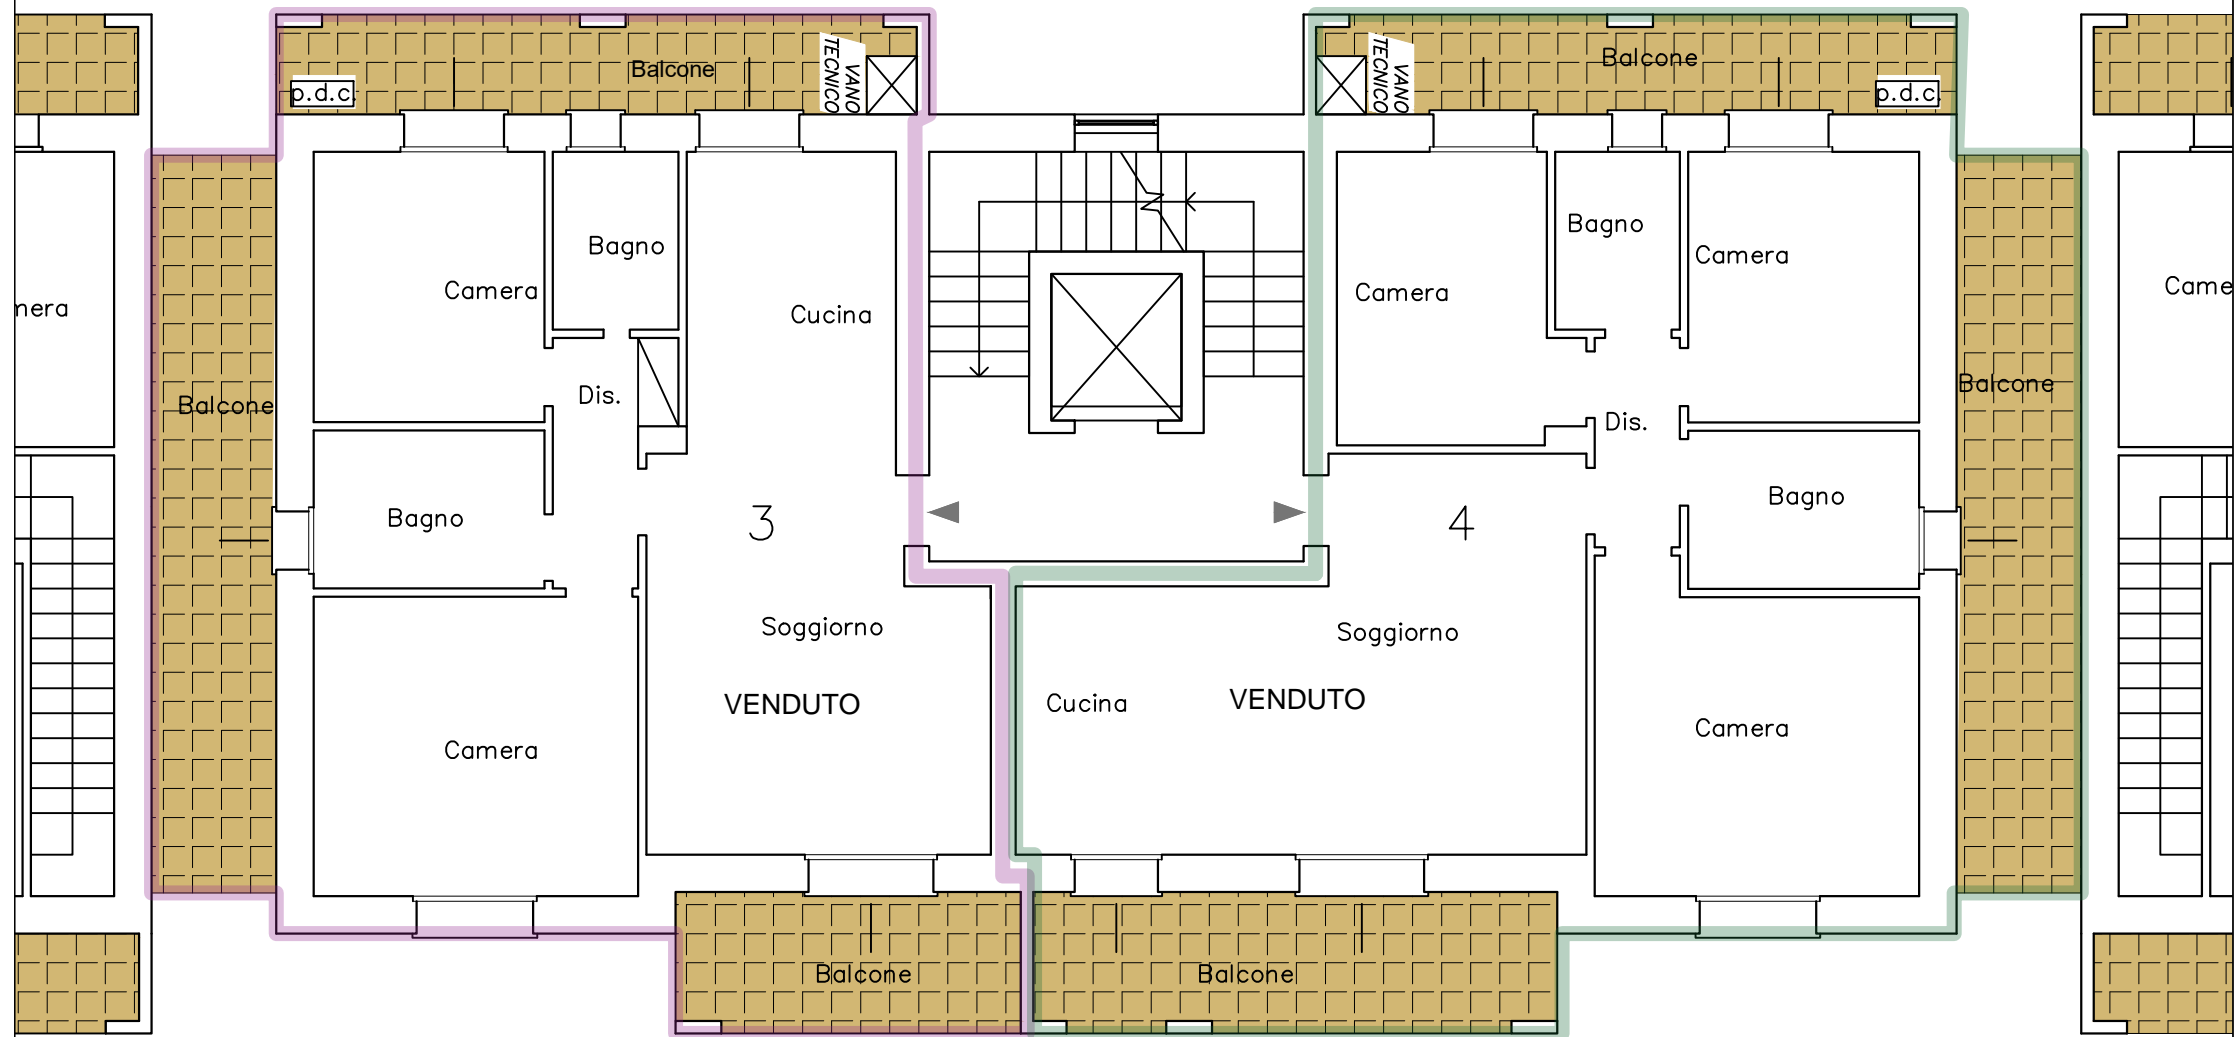 Balcone
VANO
TECNICO
p.d.c.
Balcone
VANO
TECNICO
p.d.c.
Bagno
Camera
Cucina
Bagno
Camera
Camera
mera
Came
Balcone
Dis.
Dis.
Balcone
Bagno
3
4
Bagno
Soggiorno
Soggiorno
VENDUTO
Cucina
VENDUTO
Camera
Camera
Balcone
Balcone